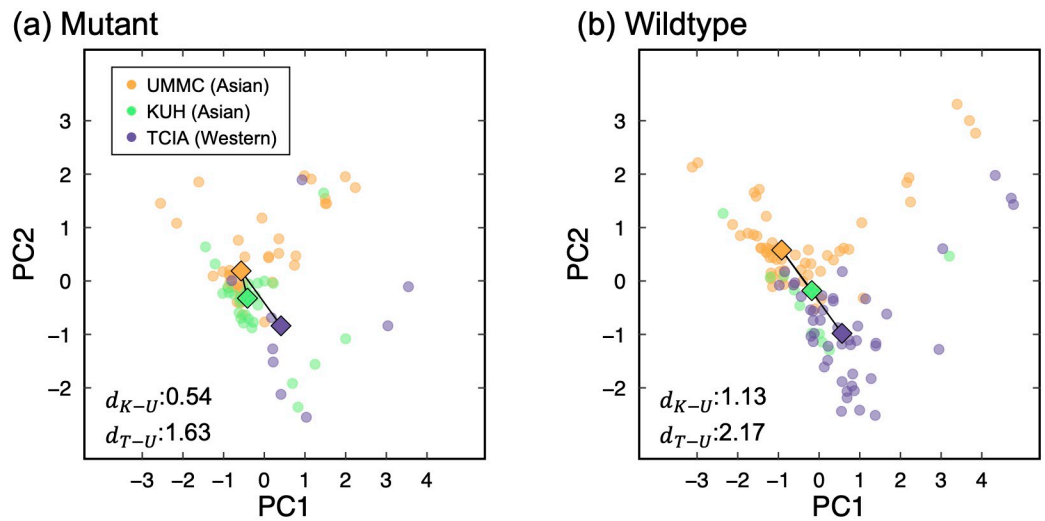 (a) Mutant
UMMC (Asian)
KUH (Asian)
TCIA (Western)
3
2
1
0
−1
−2
PC2
d_{K−U}:0.54
d_{T−U}:1.63
−3 −2 −1 0 1 2 3 4
PC1
(b) Wildtype
3
2
1
0
−1
−2
PC2
d_{K−U}:1.13
d_{T−U}:2.17
−3 −2 −1 0 1 2 3 4
PC1